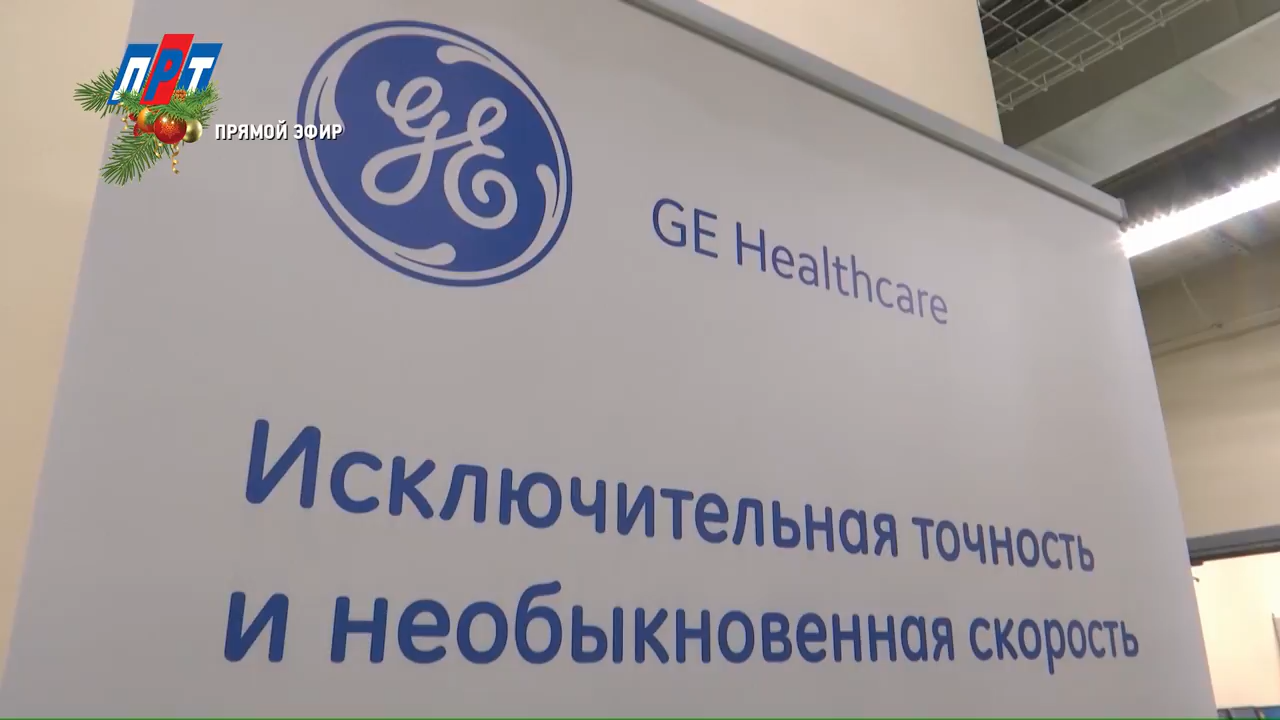 ПРТ
ПРЯМОЙ ЭФИР
GE
GE Healthcare
Исключительная точность
и необыкновенная скорость